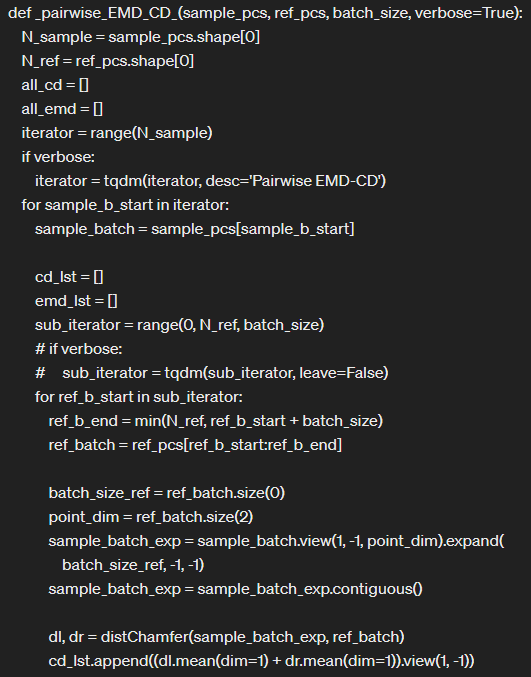 def _pairwise_EMD_CD_(sample_pcs, ref_pcs, batch_size, verbose=True):
N_sample = sample_pcs.shape[0]
N_ref = ref_pcs.shape[0]
all_cd = []
all_emd = []
iterator = range(N_sample)
if verbose:
iterator = tqdm(iterator, desc='Pairwise EMD-CD')
for sample_b_start in iterator:
sample_batch = sample_pcs[sample_b_start]
cd_lst = []
emd_lst = []
sub_iterator = range(0, N_ref, batch_size)
# if verbose:
#     sub_iterator = tqdm(sub_iterator, leave=False)
for ref_b_start in sub_iterator:
ref_b_end = min(N_ref, ref_b_start + batch_size)
ref_batch = ref_pcs[ref_b_start:ref_b_end]
batch_size_ref = ref_batch.size(0)
point_dim = ref_batch.size(2)
sample_batch_exp = sample_batch.view(1, -1, point_dim).expand(
batch_size_ref, -1, -1)
sample_batch_exp = sample_batch_exp.contiguous()
dl, dr = distChamfer(sample_batch_exp, ref_batch)
cd_lst.append((dl.mean(dim=1) + dr.mean(dim=1)).view(1, -1))